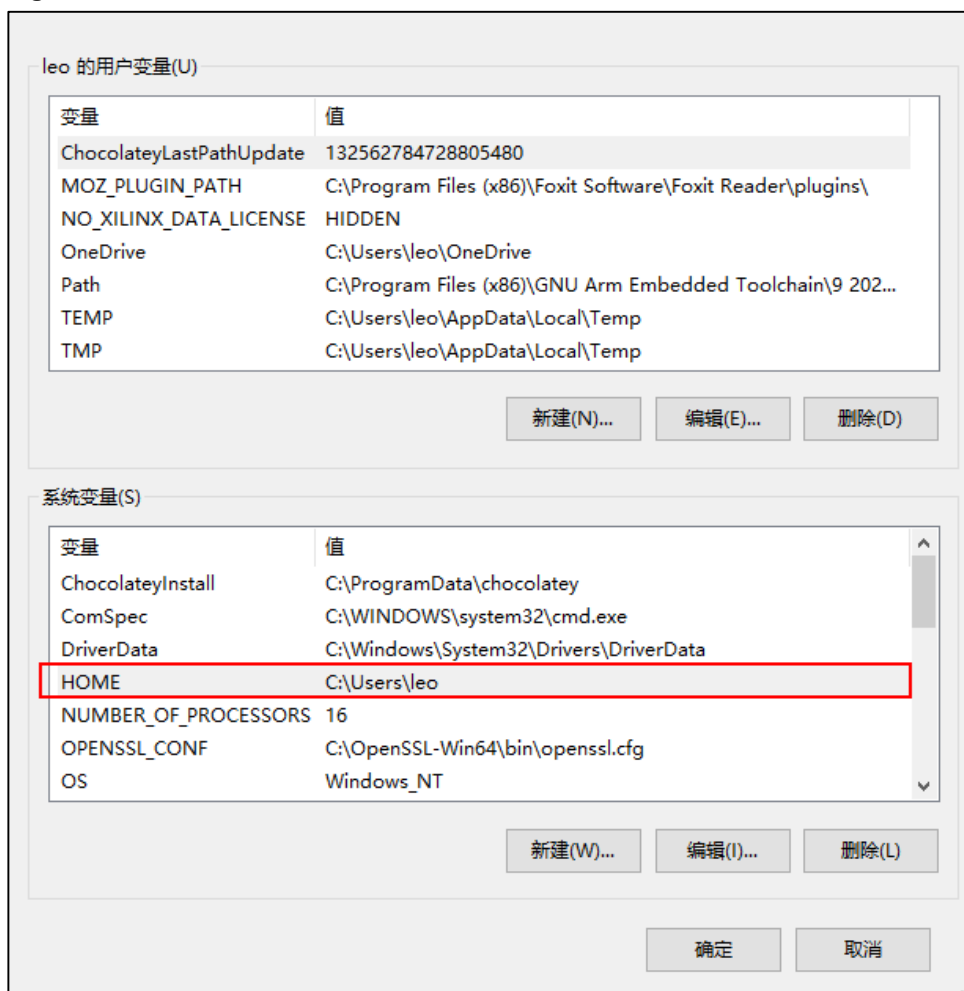 leo 的用户变量(U)
变量 值
ChocolateyLastPathUpdate 132562784728805480
MOZ_PLUGIN_PATH C:\Program Files (x86)\Foxit Software\Foxit Reader\plugins\
NO_XILINX_DATA_LICENSE HIDDEN
OneDrive C:\Users\leo\OneDrive
Path C:\Program Files (x86)\GNU Arm Embedded Toolchain\9 202...
TEMP C:\Users\leo\AppData\Local\Temp
TMP C:\Users\leo\AppData\Local\Temp
新建(N)... 编辑(E)... 删除(D)
系统变量(S)
变量 值
ChocolateyInstall C:\ProgramData\chocolatey
ComSpec C:\WINDOWS\system32\cmd.exe
DriverData C:\Windows\System32\Drivers\DriverData
HOME C:\Users\leo
NUMBER_OF_PROCESSORS 16
OPENSSL_CONF C:\OpenSSL-Win64\bin\openssl.cfg
OS Windows_NT
新建(W)... 编辑(I)... 删除(L)
确定 取消